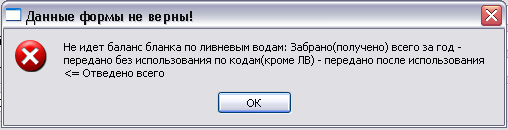 Данные формы не верны!
Не идет баланс бланка по ливневым водам: Забрано(получено) всего за год -
передано без использования по кодам(кроме ЛВ) - передано после использования
<= Отведено всего
OK